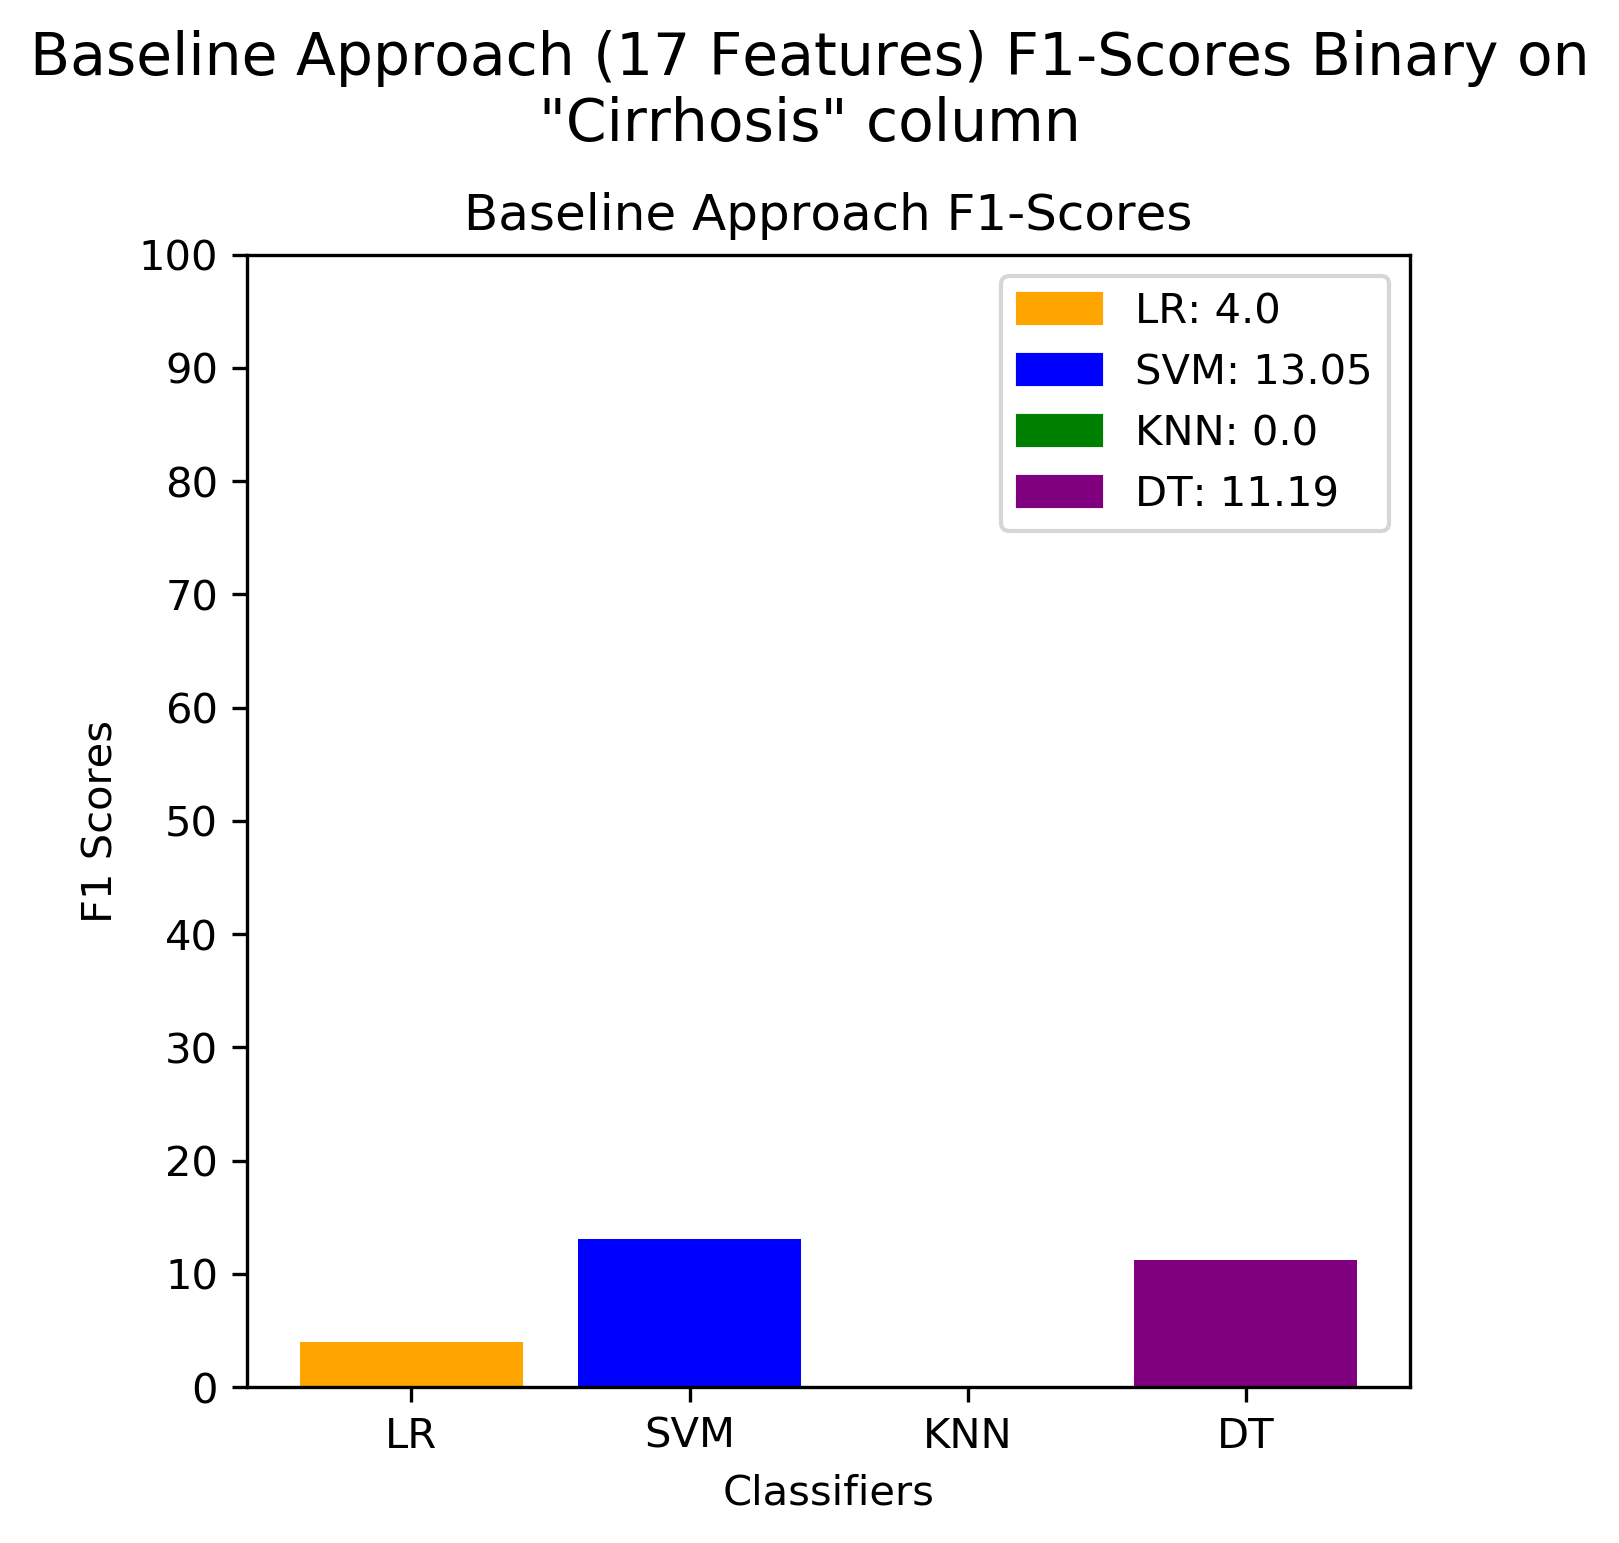 Baseline Approach (17 Features) F1-Scores Binary on
"Cirrhosis" column
Baseline Approach F1-Scores
100
90
80
70
60
50
40
30
20
10
0
F1 Scores
LR: 4.0
SVM: 13.05
KNN: 0.0
DT: 11.19
LR
SVM
KNN
DT
Classifiers